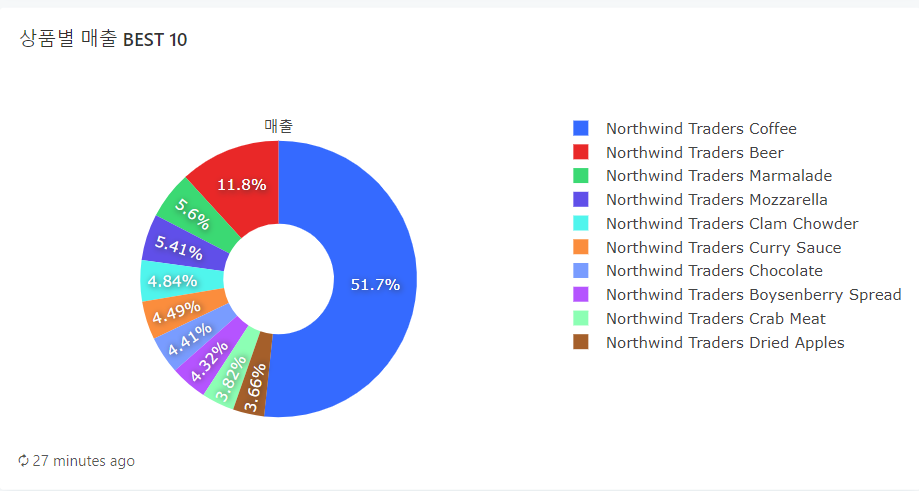 상품별 매출 BEST 10
매출
51.7%
11.8%
5.6%
5.41%
4.84%
4.49%
4.41%
4.32%
3.82%
3.66%
Northwind Traders Coffee
Northwind Traders Beer
Northwind Traders Marmalade
Northwind Traders Mozzarella
Northwind Traders Clam Chowder
Northwind Traders Curry Sauce
Northwind Traders Chocolate
Northwind Traders Boysenberry Spread
Northwind Traders Crab Meat
Northwind Traders Dried Apples
27 minutes ago